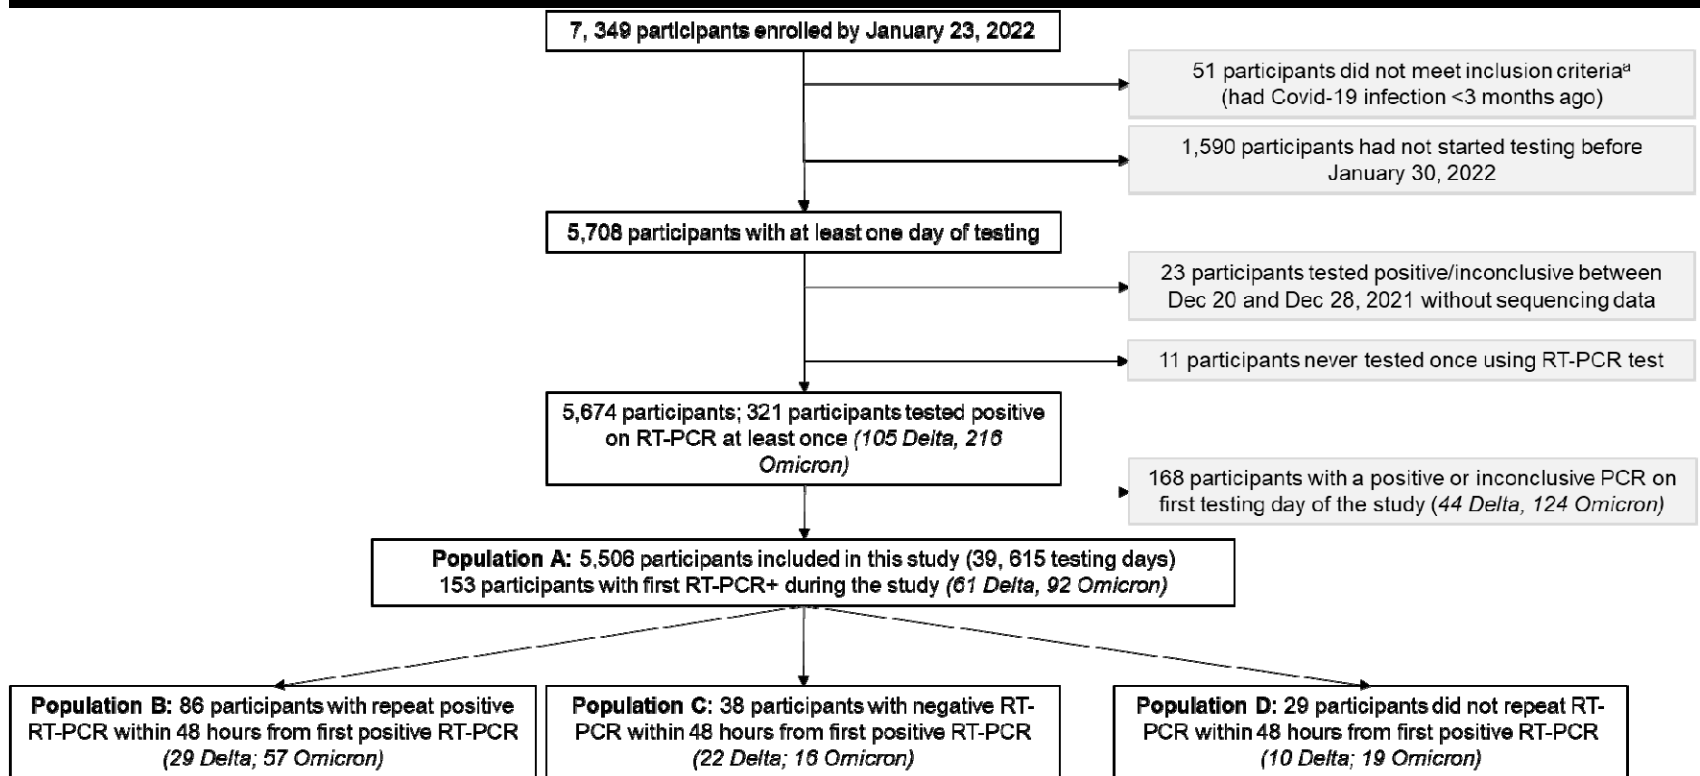 7, 349 participants enrolled by January 23, 2022
51 participants did not meet inclusion criteriaᵃ
(had Covid-19 infection <3 months ago)
1,590 participants had not started testing before
January 30, 2022
5,708 participants with at least one day of testing
23 participants tested positive/inconclusive between
Dec 20 and Dec 28, 2021 without sequencing data
11 participants never tested once using RT-PCR test
5,674 participants; 321 participants tested positive
on RT-PCR at least once (105 Delta, 216
Omicron)
168 participants with a positive or inconclusive PCR on
first testing day of the study (44 Delta, 124 Omicron)
Population A: 5,506 participants included in this study (39, 615 testing days)
153 participants with first RT-PCR+ during the study (61 Delta, 92 Omicron)
Population B: 86 participants with repeat positive
RT-PCR within 48 hours from first positive RT-PCR
(29 Delta; 57 Omicron)
Population C: 38 participants with negative RT-
PCR within 48 hours from first positive RT-PCR
(22 Delta; 16 Omicron)
Population D: 29 participants did not repeat RT-
PCR within 48 hours from first positive RT-PCR
(10 Delta; 19 Omicron)